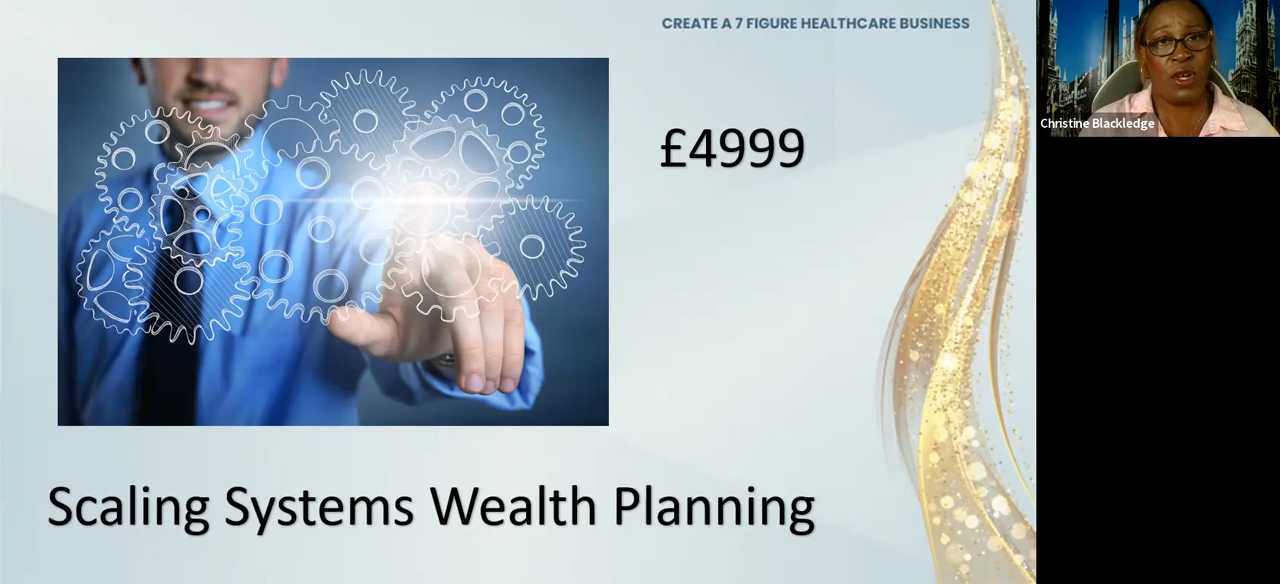 CREATE A 7 FIGURE HEALTHCARE BUSINESS
Christine Blackledge
£4999
Scaling Systems Wealth Planning